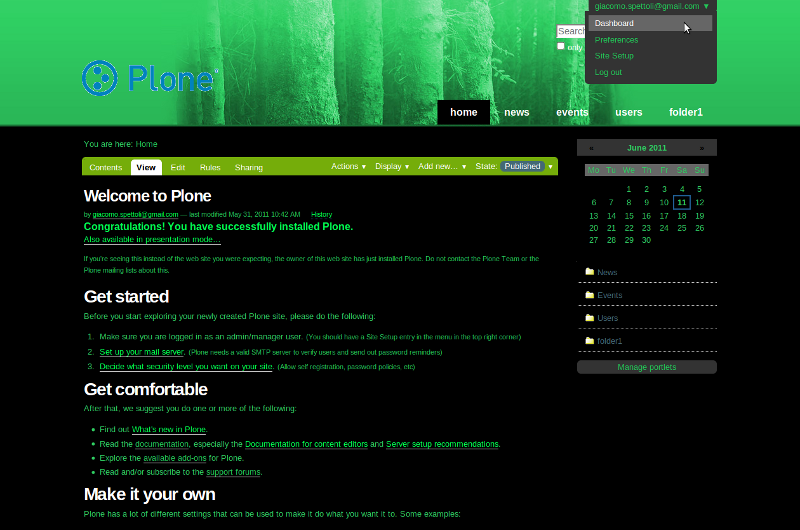 giacomo.spettoli@gmail.com ▼
Dashboard
Preferences
Site Setup
Log out
Search
only
Plone
home news events users folder1
You are here: Home
Contents View Edit Rules Sharing Actions ▼ Display ▼ Add new… ▼ State: Published ▼
Welcome to Plone
by giacomo.spettoli@gmail.com — last modified May 31, 2011 10:42 AM History
Congratulations! You have successfully installed Plone.
Also available in presentation mode…
If you're seeing this instead of the web site you were expecting, the owner of this web site has just installed Plone. Do not contact the Plone Team or the
Plone mailing lists about this.
Get started
Before you start exploring your newly created Plone site, please do the following:
1. Make sure you are logged in as an admin/manager user. (You should have a Site Setup entry in the menu in the top right corner)
2. Set up your mail server. (Plone needs a valid SMTP server to verify users and send out password reminders)
3. Decide what security level you want on your site. (Allow self registration, password policies, etc)
Get comfortable
After that, we suggest you do one or more of the following:
• Find out What's new in Plone.
• Read the documentation, especially the Documentation for content editors and Server setup recommendations.
• Explore the available add-ons for Plone.
• Read and/or subscribe to the support forums.
Make it your own
Plone has a lot of different settings that can be used to make it do what you want it to. Some examples:
« June 2011 »
Mo Tu We Th Fr Sa Su
1 2 3 4 5
6 7 8 9 10 11 12
13 14 15 16 17 18 19
20 21 22 23 24 25 26
27 28 29 30
News
Events
Users
folder1
Manage portlets